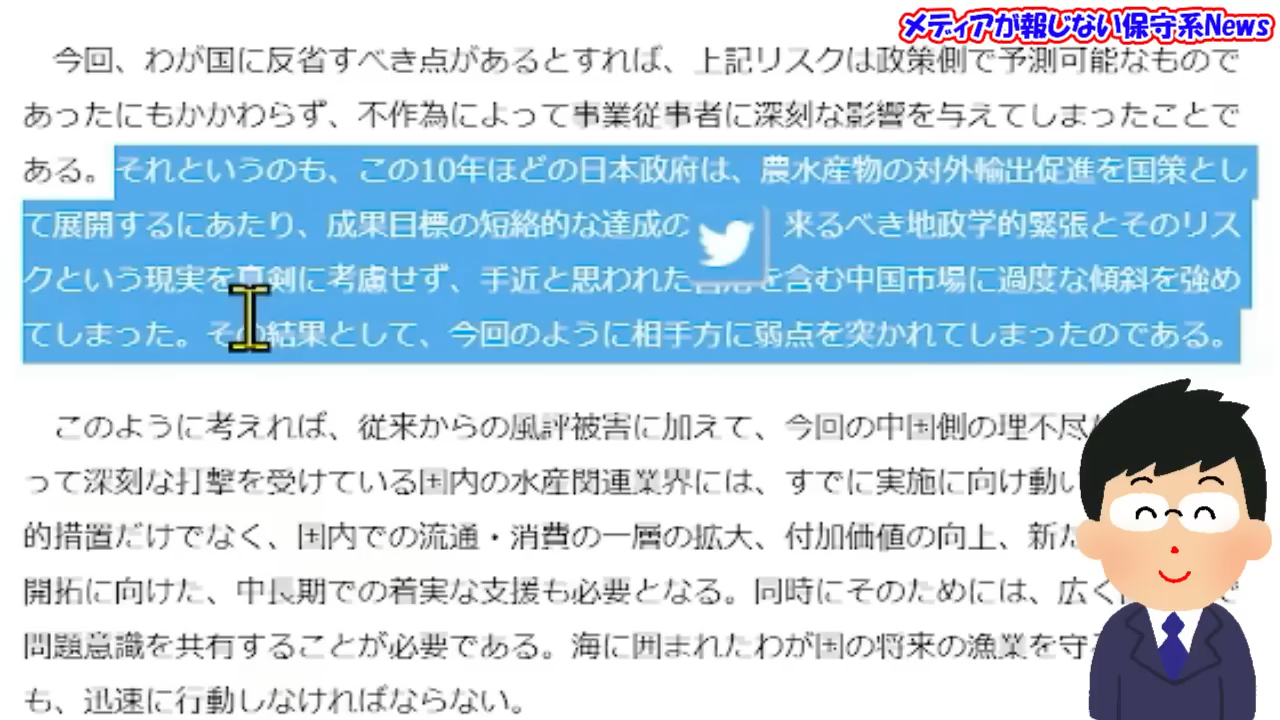 メディアが報じない保守系News
今回、わが国に反省すべき点があるとすれば、上記リスクは政策側で予測可能なもので
あったにもかかわらず、不作為によって事業従事者に深刻な影響を与えてしまったことで
ある。それというのも、この10年ほどの日本政府は、農水産物の対外輸出促進を国策とし
て展開するにあたり、成果目標の短絡的な達成の 来るべき地政学的緊張とそのリス
クという現実を真剣に考慮せず、手近と思われた を含む中国市場に過度な傾斜を強め
てしまった。その結果として、今回のように相手方に弱点を突かれてしまったのである。
このように考えれば、従来からの風評被害に加えて、今回の中国側の理不尽
って深刻な打撃を受けている国内の水産関連業界には、すでに実施に向け動い
的措置だけでなく、国内での流通・消費の一層の拡大、付加価値の向上、新た
開拓に向けた、中長期での着実な支援も必要となる。同時にそのためには、広く
問題意識を共有することが必要である。海に囲まれたわが国の将来の漁業を守
も、迅速に行動しなければならない。